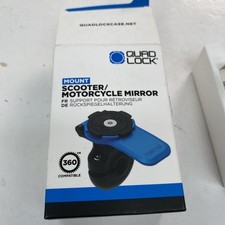 QUADLOCKCASE.NET
QUAD
LOCK
MOUNT
SCOOTER/
MOTORCYCLE MIRROR
FR SUPPORT POUR RÉTROVISEUR
DE RÜCKSPIEGELHALTERUNG
360
COMPATIBLE